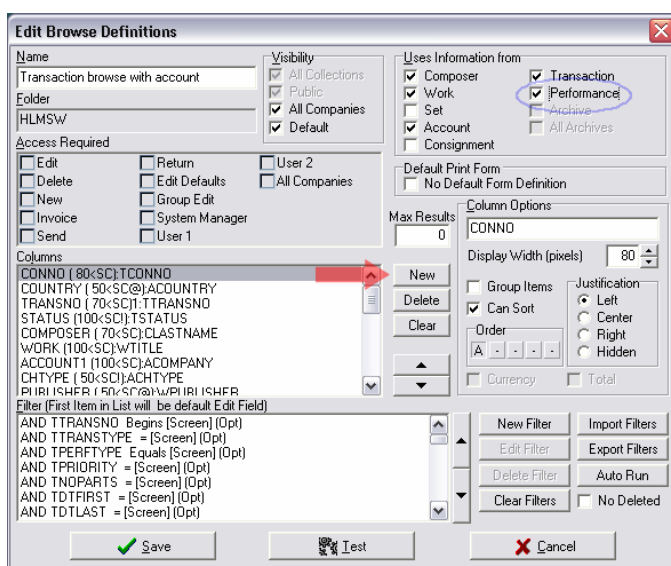 Edit Browse Definitions
Name
Transaction browse with account
Folder
HLMSW
Visibility
All Collections
Public
All Companies
Default
Uses Information from
Composer
Work
Set
Account
Consignment
Transaction
Performance
Archive
All Archives
Access Required
Edit
Delete
New
Invoice
Send
Return
Edit Defaults
Group Edit
System Manager
User 1
User 2
All Companies
Default Print Form
No Default Form Definition
Max Results
0
Column Options
CONNO
Display Width (pixels)
80
Group Items
Can Sort
Order
A - - - -
Justification
Left
Center
Right
Hidden
Currency
Total
Columns
CONNO ( 80<SC):TCONNO
COUNTRY ( 50<SC@):ACOUNTRY
TRANSNO ( 70<SC)1:TTRANSNO
STATUS (100<SC!):TSTATUS
COMPOSER ( 70<SC):CLASTNAME
WORK (100<SC):WTITLE
ACCOUNT1 (100<SC):ACOMPANY
CHTYPE ( 50<SC!):ACHTYPE
PUBLISHER ( 50<SC@):WPUBLISHER
New
Delete
Clear
Filter (First Item in List will be default Edit Field)
AND TTRANSNO Begins [Screen] (Opt)
AND TTRANSTYPE = [Screen] (Opt)
AND TPERFTYPE Equals [Screen] (Opt)
AND TPRIORITY = [Screen] (Opt)
AND TNOPARTS = [Screen] (Opt)
AND TDTFIRST = [Screen] (Opt)
AND TDTLAST = [Screen] (Opt)
New Filter
Import Filters
Edit Filter
Export Filters
Delete Filter
Auto Run
Clear Filters
No Deleted
Save
Test
Cancel